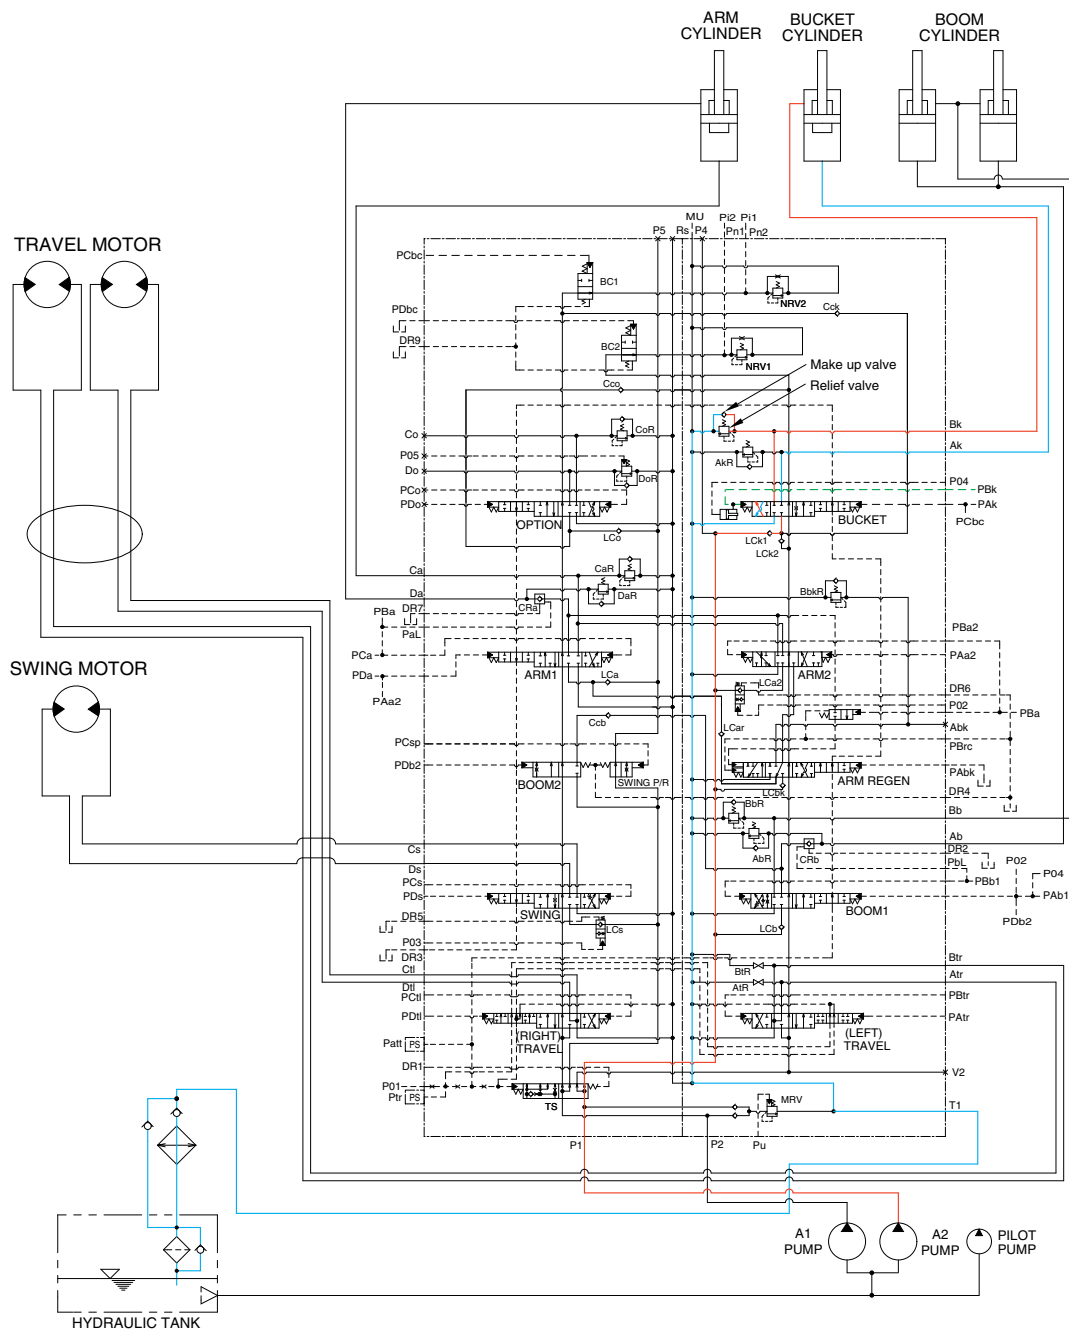 ARM
CYLINDER
BUCKET
CYLINDER
BOOM
CYLINDER
TRAVEL MOTOR
MU
Pi2
Pi1
P5
Rs
P4
Pn1
Pn2
PCbc
BC1
NRV2
Cck
PDbc
DR9
BC2
NRV1
Make up valve
Cco
Relief valve
Co
CoR
Bk
Ak
AkR
P05
Do
DoR
P04
PCo
PBk
PDo
PAk
OPTION
BUCKET
PCbc
LCo
LCk1
LCk2
Ca
CaR
Da
DaR
BbkR
CRa
PBa
DR7
PaL
PBa2
PCa
PAa2
PDa
ARM1
ARM2
PAa2
LCa
LCa2
DR6
P02
PBa
Ccb
LCar
Abk
PCsp
PBrc
PDb2
PAbk
BOOM2
SWING P/R
ARM REGEN
LCbk
DR4
BbR
Bb
AbR
Ab
CRb
DR2
PbL
P02
P04
SWING MOTOR
Cs
Ds
PCs
PBb1
PDs
PAb1
SWING
BOOM1
DR5
LCs
LCb
PDb2
P03
DR3
Ctl
BtR
Btr
AtR
Atr
Dtl
PCtl
PBtr
PDtl
PAtr
(RIGHT)
TRAVEL
(LEFT)
TRAVEL
Patt
PS
DR1
V2
P01
Ptr
PS
TS
MRV
T1
P1
P2
Pu
A1
PUMP
A2
PUMP
PILOT
PUMP
HYDRAULIC TANK